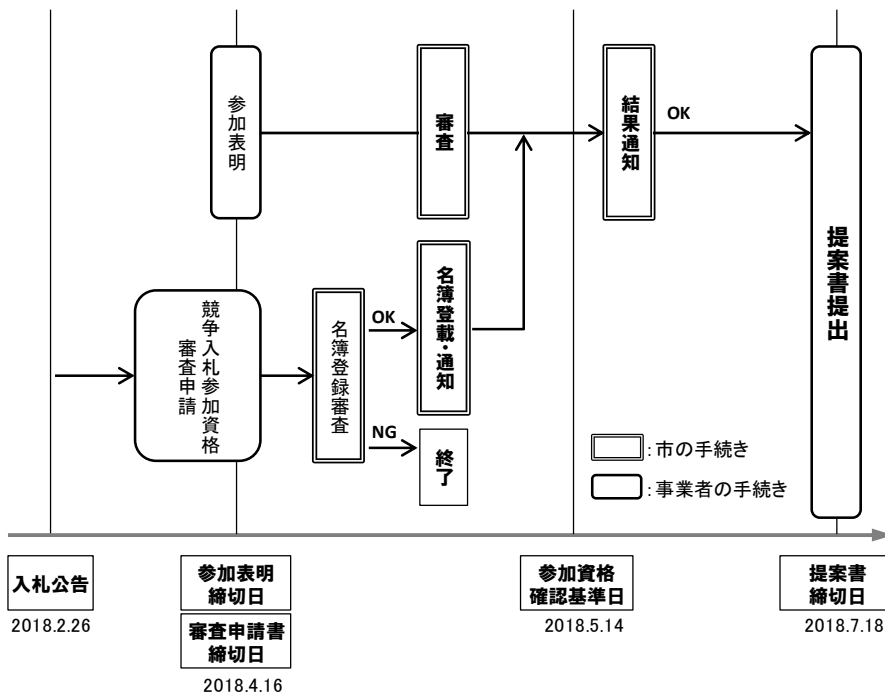 参加表明
審査
結果通知
OK
提案書提出
競争入札参加資格
審査申請
名簿登録審査
OK
名簿登載・通知
NG
終了
:市の手続き
:事業者の手続き
入札公告
2018.2.26
参加表明
締切日
審査申請書
締切日
2018.4.16
参加資格
確認基準日
2018.5.14
提案書
締切日
2018.7.18